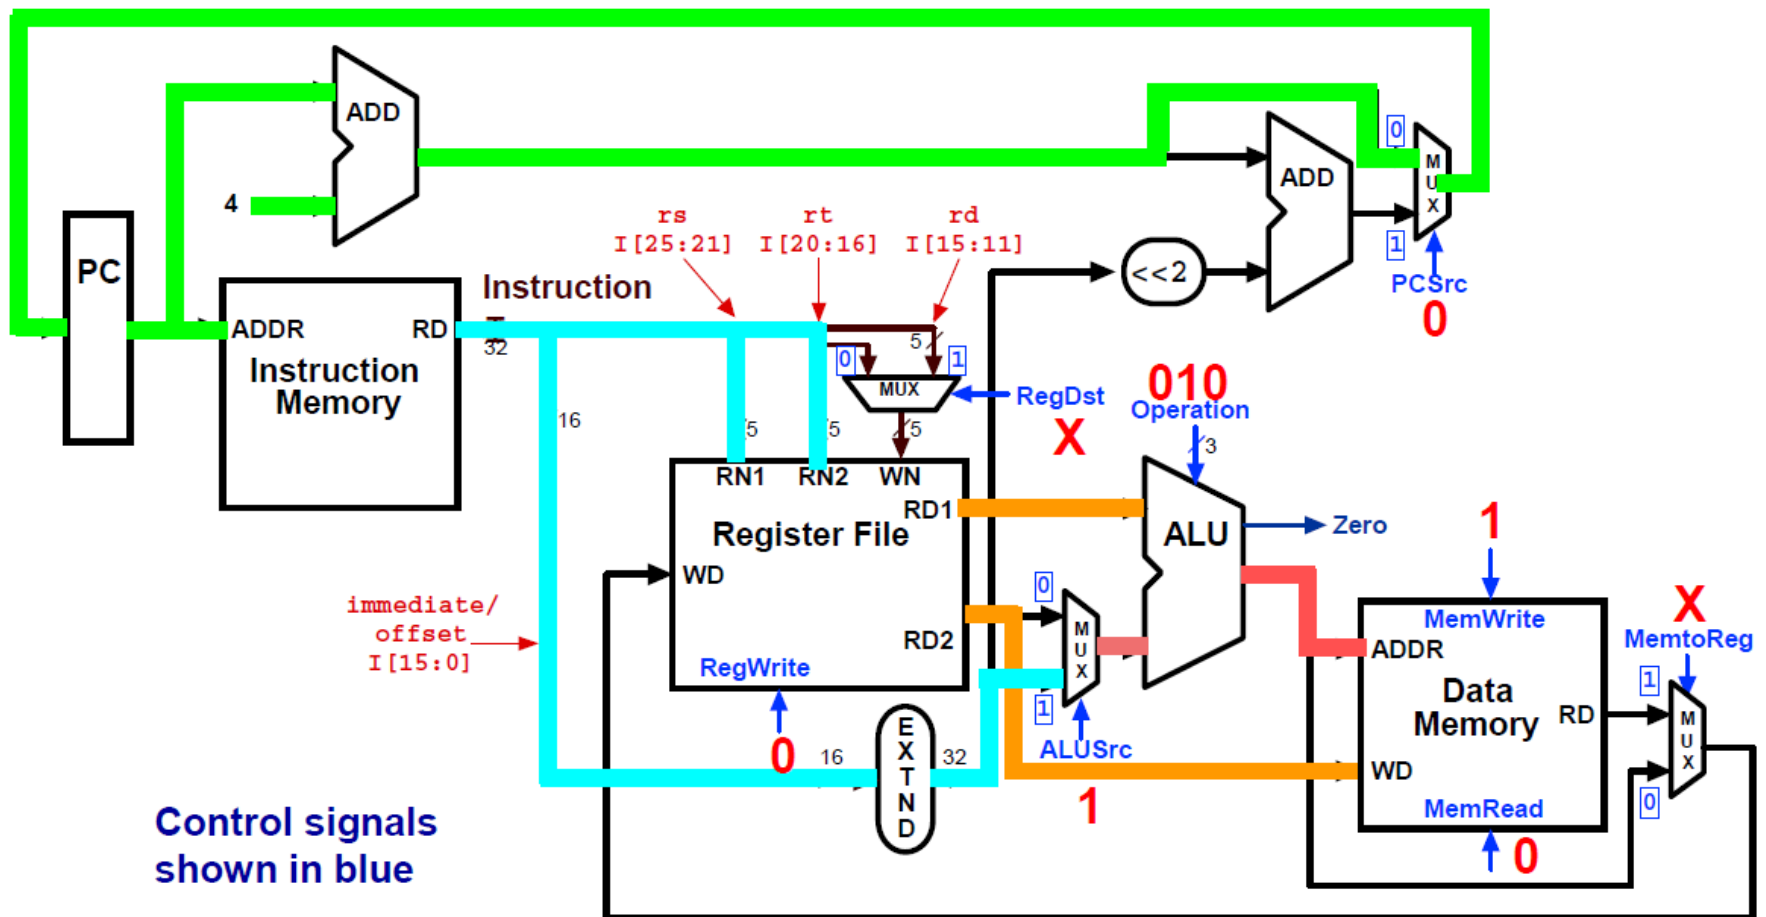 ADD
4
PC
ADDR
RD
Instruction
Memory
Instruction
I
32
rs
I[25:21]
rt
I[20:16]
rd
I[15:11]
5
0
1
MUX
RegDst
X
16
5
5
5
RN1
RN2
WN
RD1
Register File
WD
RD2
RegWrite
0
immediate/
offset
I[15:0]
16
E
X
T
N
D
32
<<2
ADD
0
M
U
X
1
PCSrc
0
010
Operation
3
ALU
Zero
0
M
U
X
1
ALUSrc
1
1
MemWrite
ADDR
Data
Memory
RD
WD
MemRead
0
X
MemtoReg
1
M
U
X
0
Control signals
shown in blue